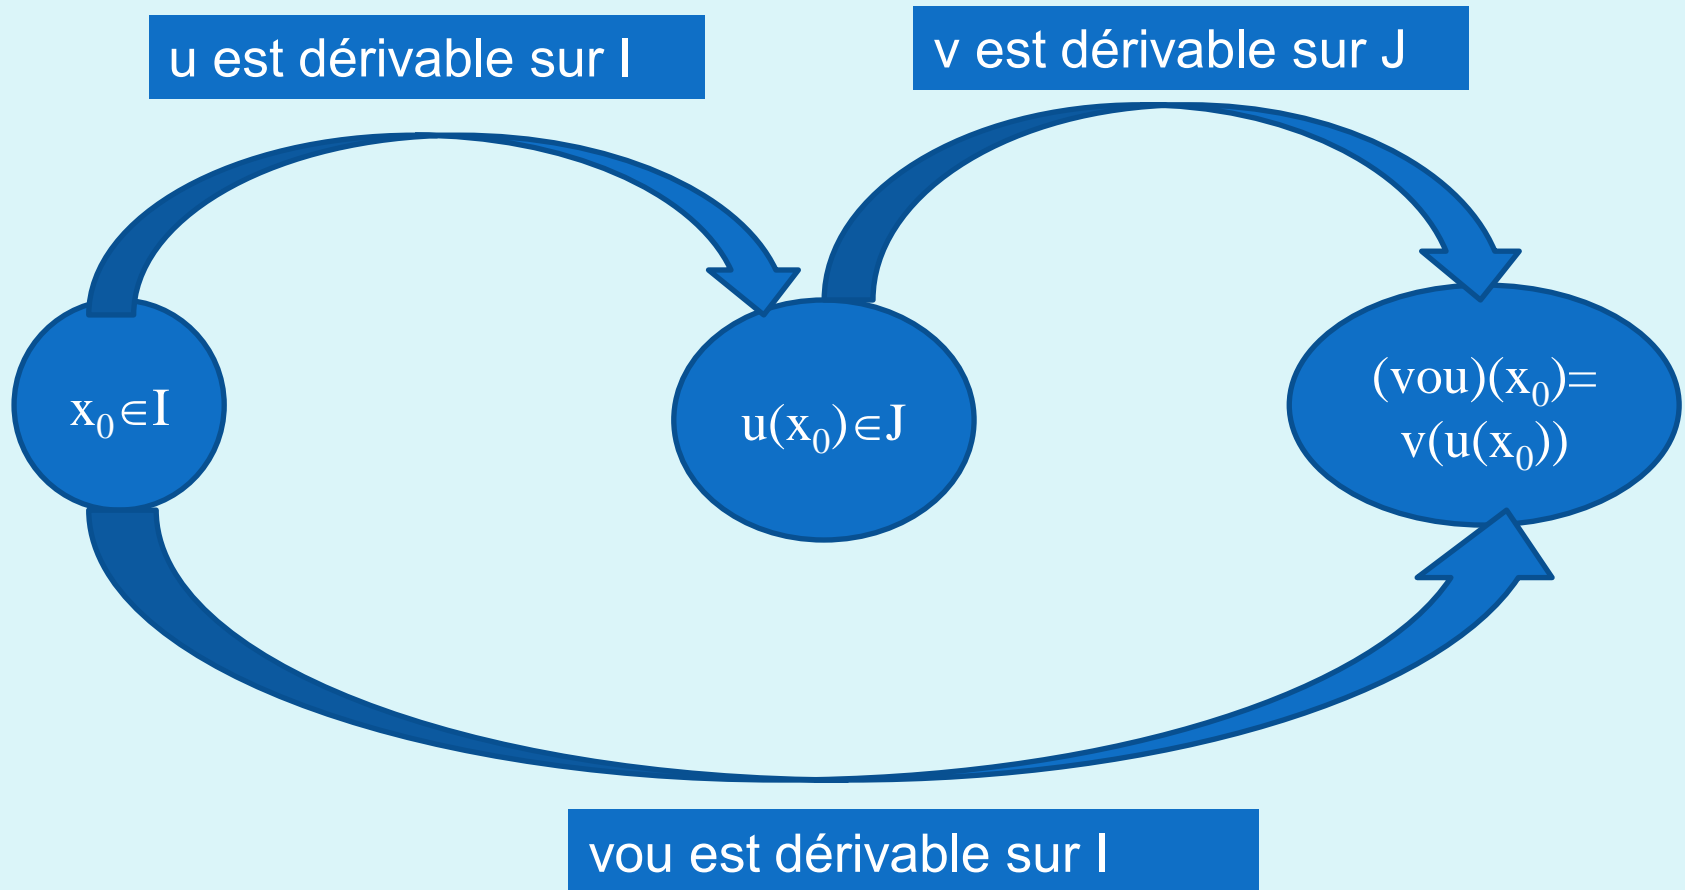 u est dérivable sur I
v est dérivable sur J
x₀∈I
u(x₀)∈J
(vou)(x₀)=
v(u(x₀))
vou est dérivable sur I